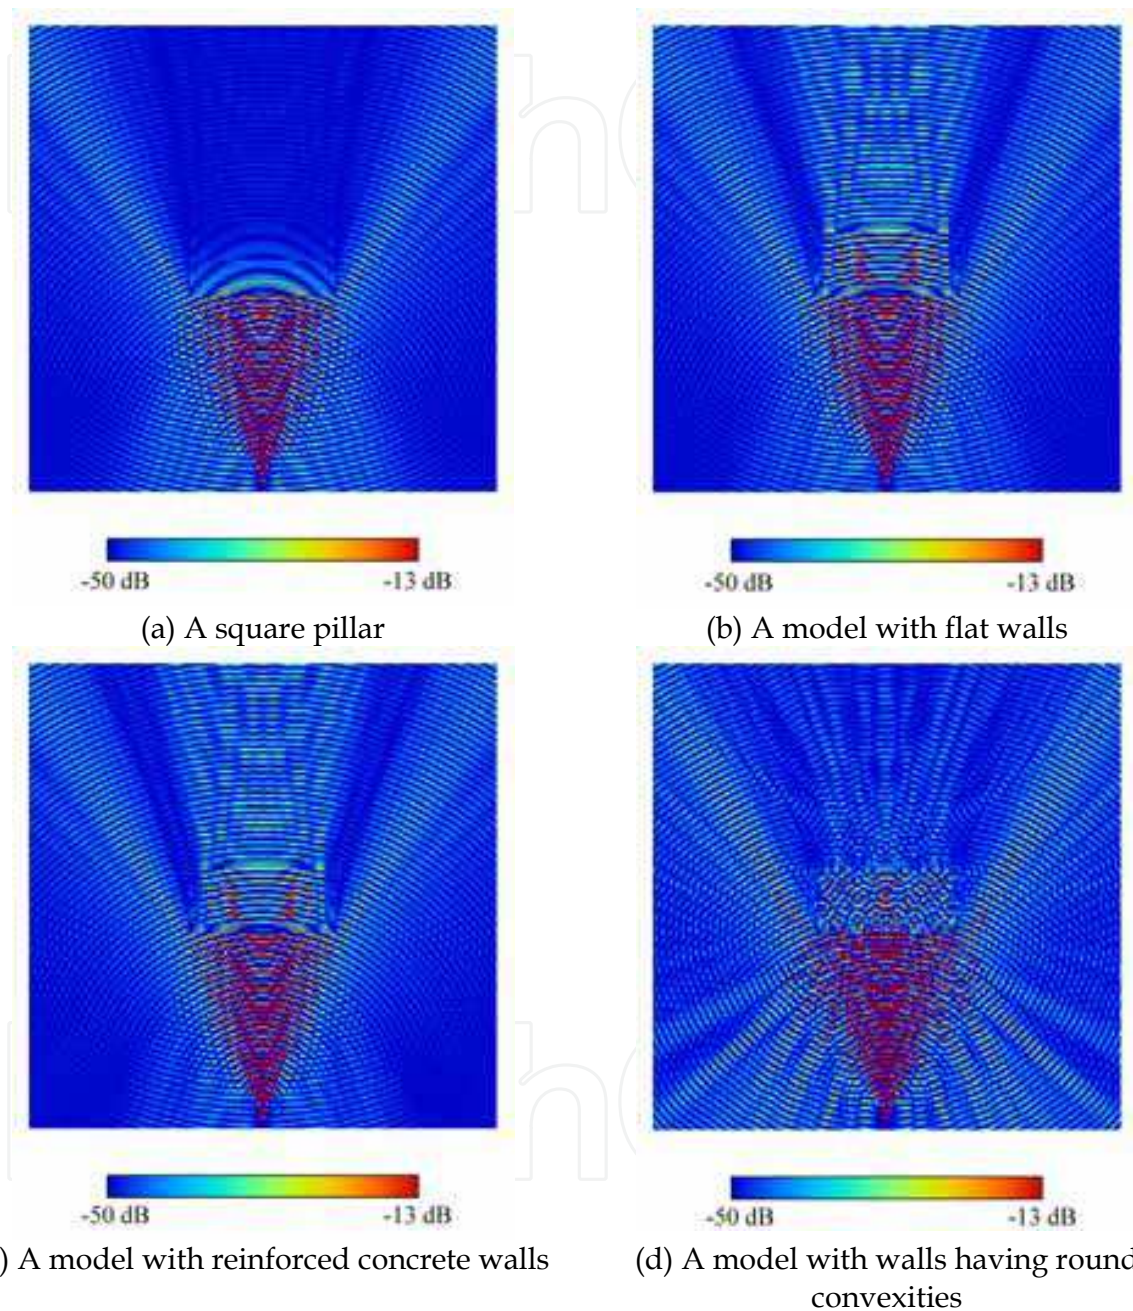 -50 dB -13 dB
-50 dB -13 dB
(a) A square pillar
(b) A model with flat walls
-50 dB -13 dB
-50 dB -13 dB
) A model with reinforced concrete walls
(d) A model with walls having round
convexities